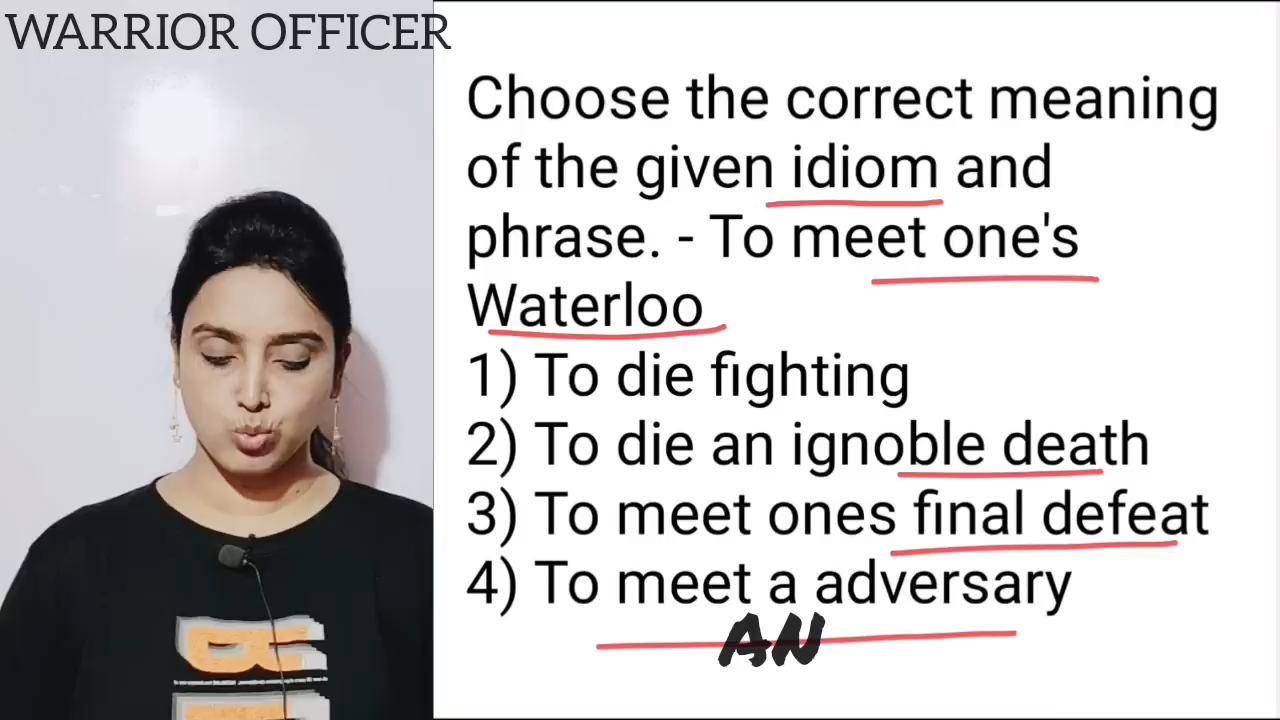 WARRIOR OFFICER
Choose the correct meaning
of the given idiom and
phrase. - To meet one's
Waterloo
1) To die fighting
2) To die an ignoble death
3) To meet ones final defeat
4) To meet a adversary
AN